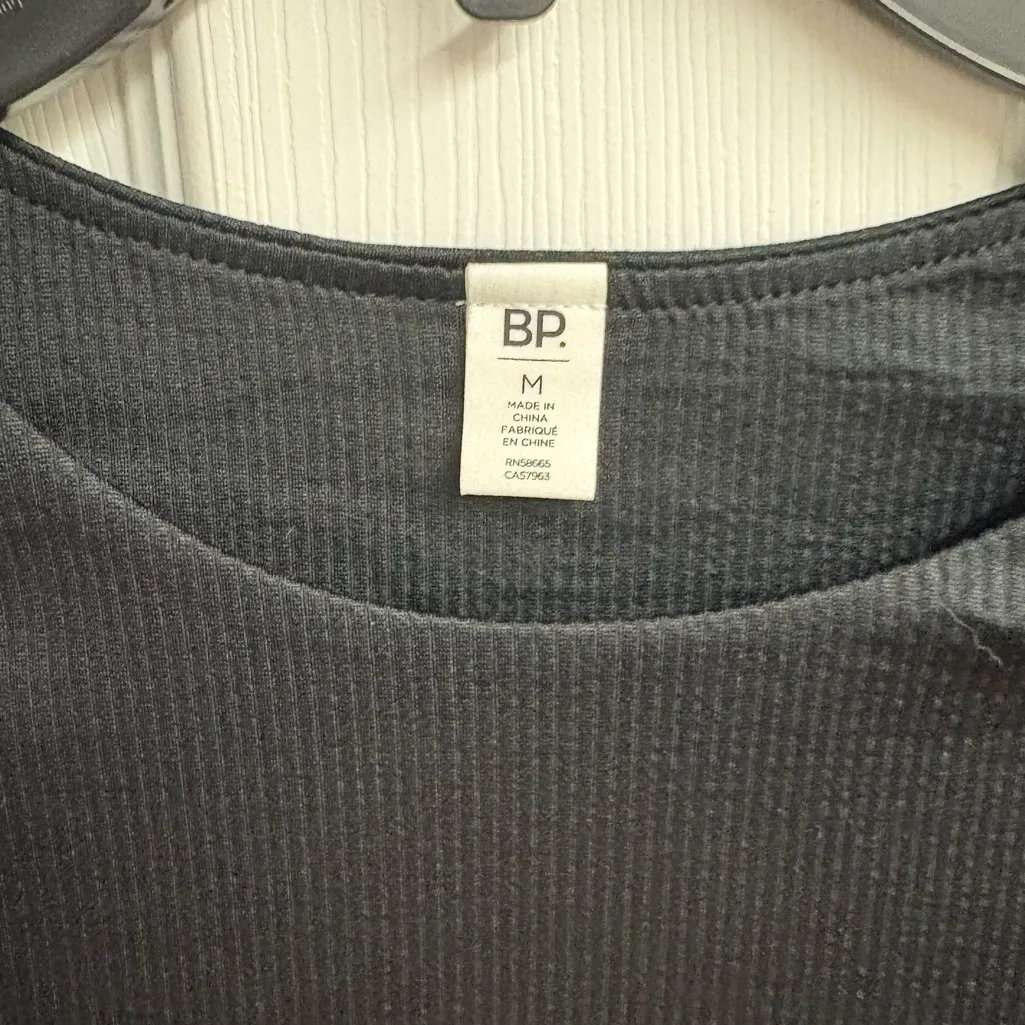 BP.
M
MADE IN
CHINA
FABRIQUÉ
EN CHINE
RN58665
CA57963